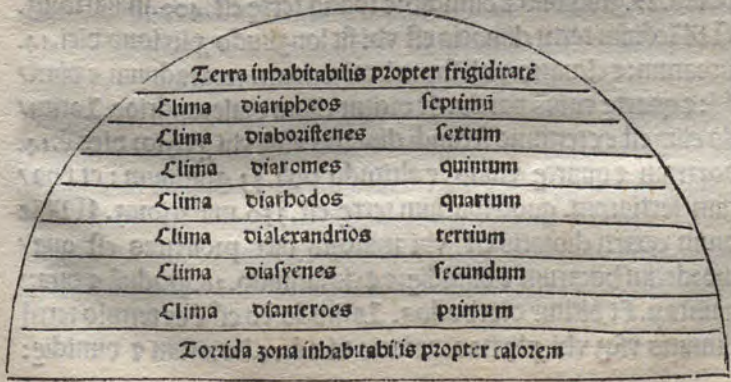 Terra inhabitabilis propter frigiditatē
Clima diaripheos septimū
Clima diaboristenes sextum
Clima diaromes quintum
Clima diarhodos quartum
Clima dialexandrios tertium
Clima diasyenes secundum
Clima diameroes primum
Torrida zona inhabitabilis propter calorem